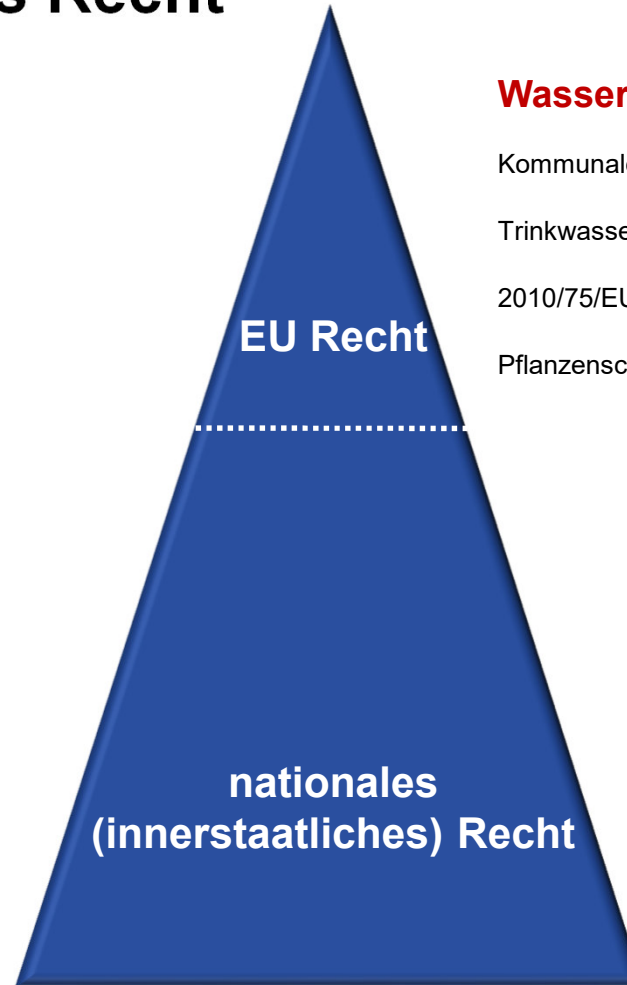 s Recht
Wasser
Kommunal
Trinkwasse
2010/75/EU
Pflanzensc
EU Recht
nationales
(innerstaatliches) Recht